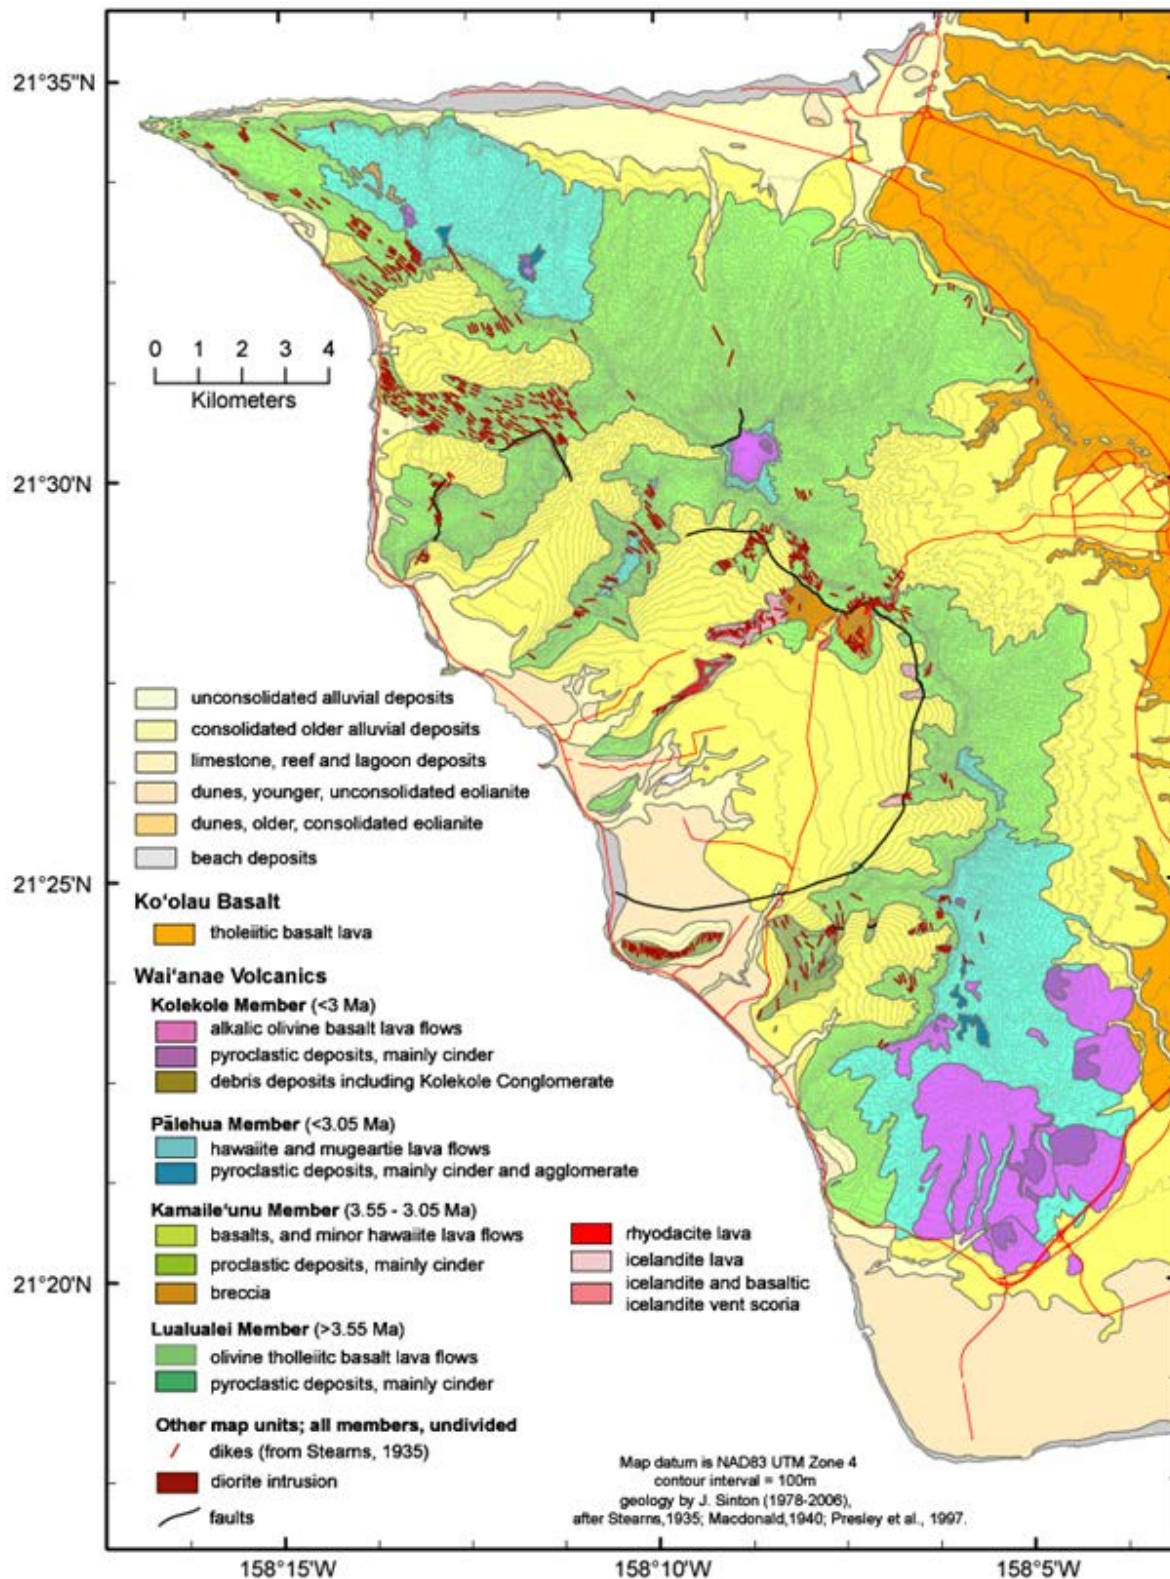 21°35"N
0 1 2 3 4
Kilometers
21°30'N
unconsolidated alluvial deposits
consolidated older alluvial deposits
limestone, reef and lagoon deposits
dunes, younger, unconsolidated eolianite
dunes, older, consolidated eolianite
beach deposits
21°25'N
Ko'olau Basalt
tholeiitic basalt lava
Wai'anae Volcanics
Kolekole Member (<3 Ma)
alkalic olivine basalt lava flows
pyroclastic deposits, mainly cinder
debris deposits including Kolekole Conglomerate
Pālehua Member (<3.05 Ma)
hawaiite and mugeartie lava flows
pyroclastic deposits, mainly cinder and agglomerate
Kamaile'unu Member (3.55 - 3.05 Ma)
basalts, and minor hawaiite lava flows
proclastic deposits, mainly cinder
breccia
rhyodacite lava
icelandite lava
icelandite and basaltic
icelandite vent scoria
21°20'N
Lualualei Member (>3.55 Ma)
olivine tholleiitc basalt lava flows
pyroclastic deposits, mainly cinder
Other map units; all members, undivided
dikes (from Stearns, 1935)
diorite intrusion
faults
Map datum is NAD83 UTM Zone 4
contour interval = 100m
geology by J. Sinton (1978-2006),
after Stearns,1935; Macdonald,1940; Presley et al., 1997.
158°15'W 158°10'W 158°5'W